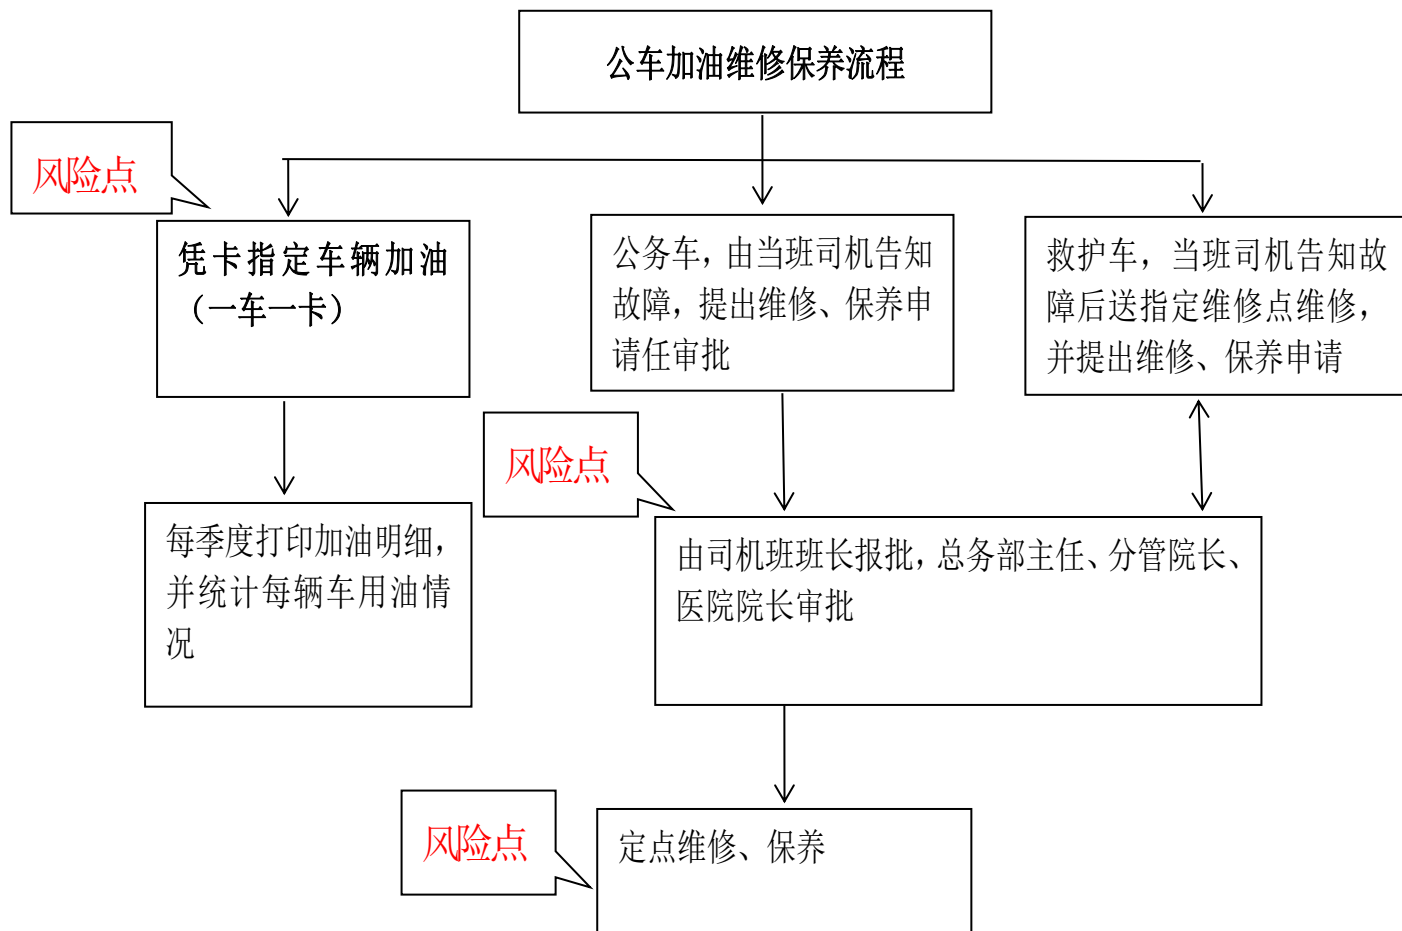 公车加油维修保养流程
风险点
凭卡指定车辆加油
（一车一卡）
公务车，由当班司机告知
故障，提出维修、保养申
请任审批
救护车，当班司机告知故
障后送指定维修点维修，
并提出维修、保养申请
风险点
每季度打印加油明细，
并统计每辆车用油情
况
由司机班班长报批，总务部主任、分管院长、
医院院长审批
风险点
定点维修、保养